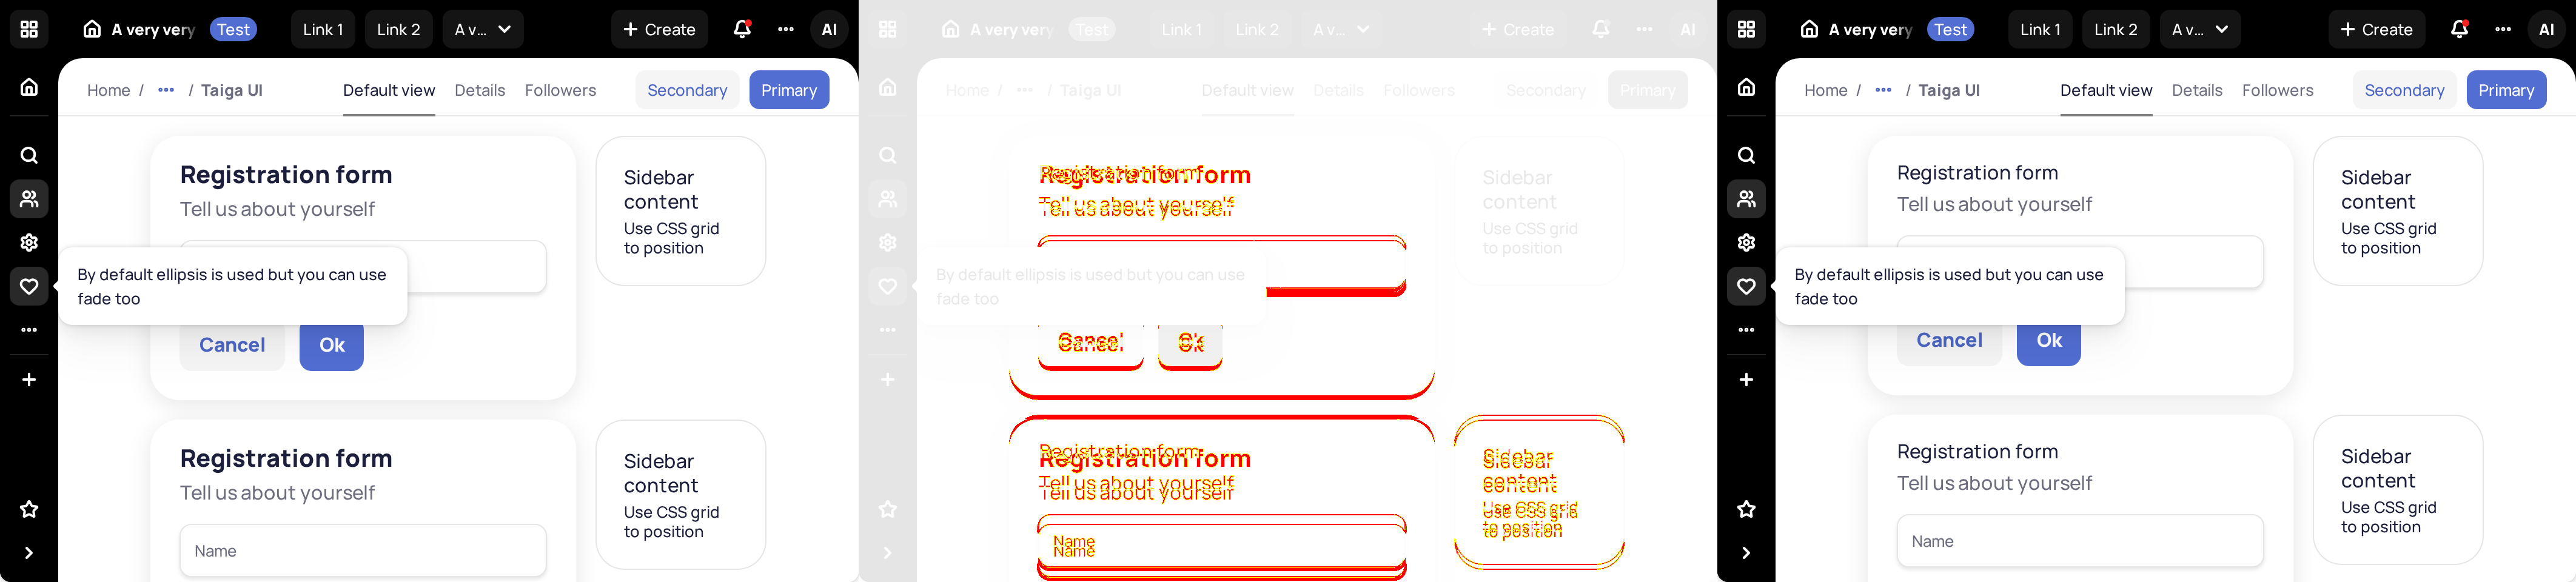 A very very Test Link 1 Link 2 A v... Create AI
Home / ... / Taiga UI Default view Details Followers Secondary Primary
Registration form
Tell us about yourself
Sidebar
content
Use CSS grid
to position
By default ellipsis is used but you can use
fade too
Cancel Ok
Registration form
Tell us about yourself
Name
Sidebar
content
Use CSS grid
to position
A very very Test Link 1 Link 2 A v... Create AI
Home / ... / Taiga UI Default view Details Followers Secondary Primary
Registration form
Tell us about yourself
Sidebar
content
Use CSS grid
to position
By default ellipsis is used but you can use
fade too
Cancel Ok
Registration form
Tell us about yourself
Name
Name
Sidebar
content
Use CSS grid
to position
A very very Test Link 1 Link 2 A v... Create AI
Home / ... / Taiga UI Default view Details Followers Secondary Primary
Registration form
Tell us about yourself
Sidebar
content
Use CSS grid
to position
By default ellipsis is used but you can use
fade too
Cancel Ok
Registration form
Tell us about yourself
Name
Sidebar
content
Use CSS grid
to position